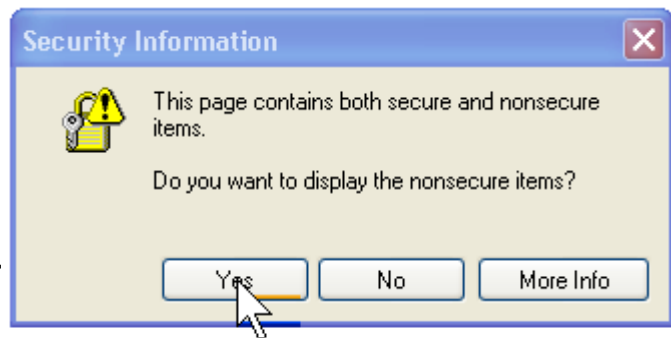 Security Information
This page contains both secure and nonsecure
items.
Do you want to display the nonsecure items?
Yes No More Info